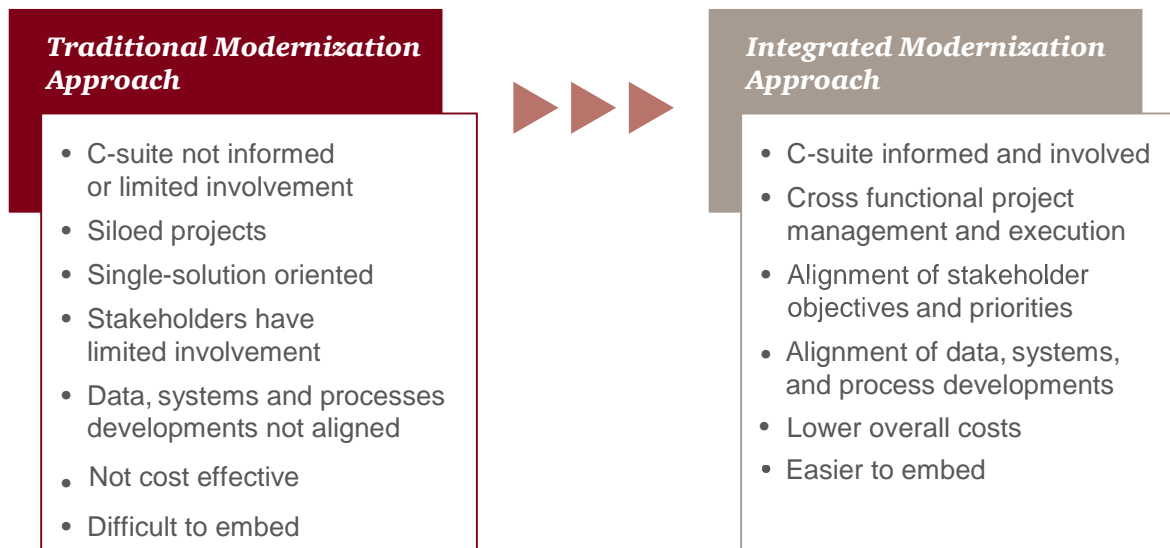 Traditional Modernization
Approach
• C-suite not informed
or limited involvement
• Siloed projects
• Single-solution oriented
• Stakeholders have
limited involvement
• Data, systems and processes
developments not aligned
• Not cost effective
• Difficult to embed
Integrated Modernization
Approach
• C-suite informed and involved
• Cross functional project
management and execution
• Alignment of stakeholder
objectives and priorities
• Alignment of data, systems,
and process developments
• Lower overall costs
• Easier to embed